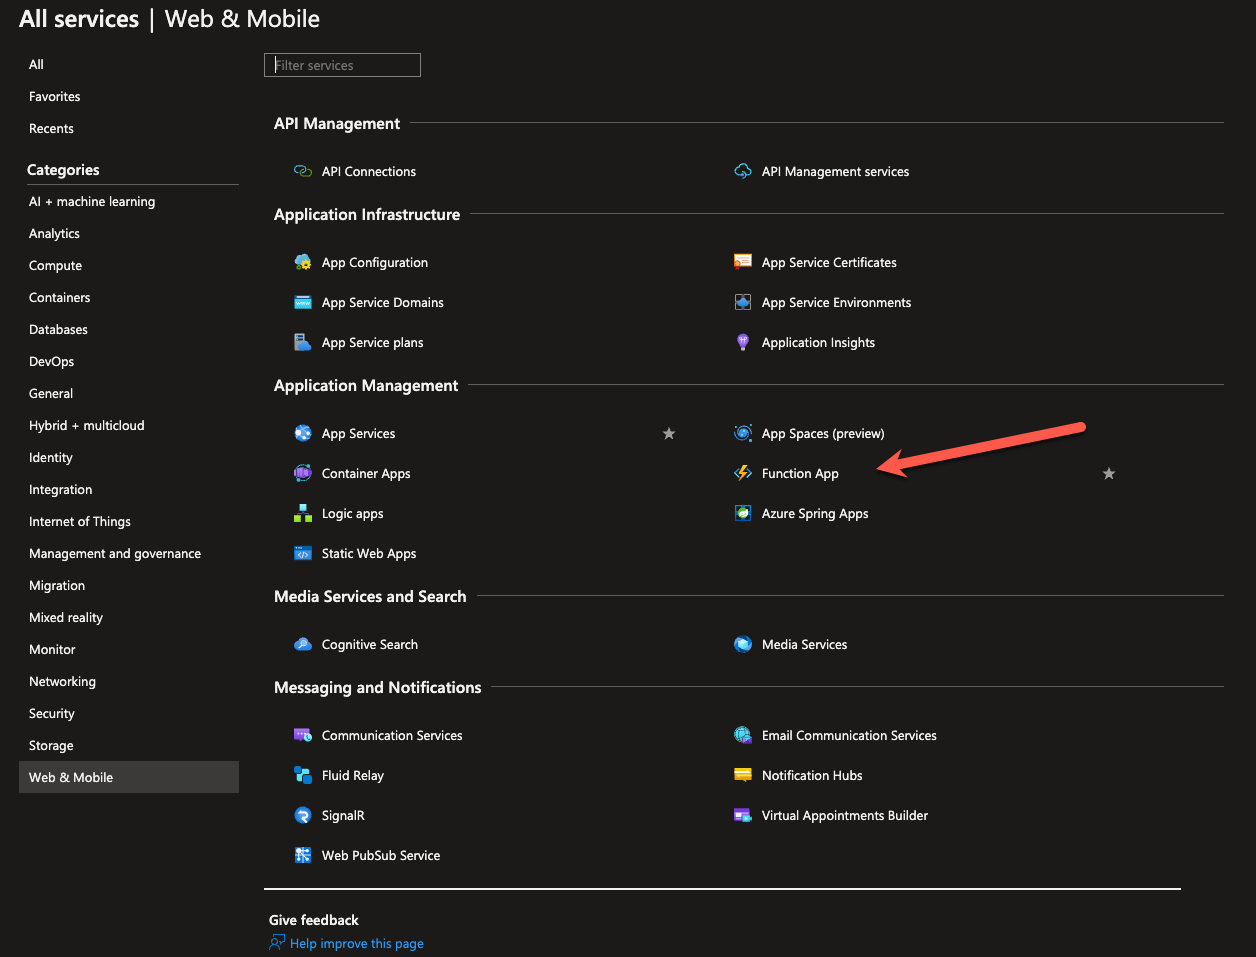 All services | Web & Mobile
All
Favorites
Recents
Categories
AI + machine learning
Analytics
Compute
Containers
Databases
DevOps
General
Hybrid + multicloud
Identity
Integration
Internet of Things
Management and governance
Migration
Mixed reality
Monitor
Networking
Security
Storage
Web & Mobile
Filter services
API Management
API Connections
API Management services
Application Infrastructure
App Configuration
App Service Certificates
App Service Domains
App Service Environments
App Service plans
Application Insights
Application Management
App Services
App Spaces (preview)
Container Apps
Function App
Logic apps
Azure Spring Apps
Static Web Apps
Media Services and Search
Cognitive Search
Media Services
Messaging and Notifications
Communication Services
Email Communication Services
Fluid Relay
Notification Hubs
SignalR
Virtual Appointments Builder
Web PubSub Service
Give feedback
Help improve this page